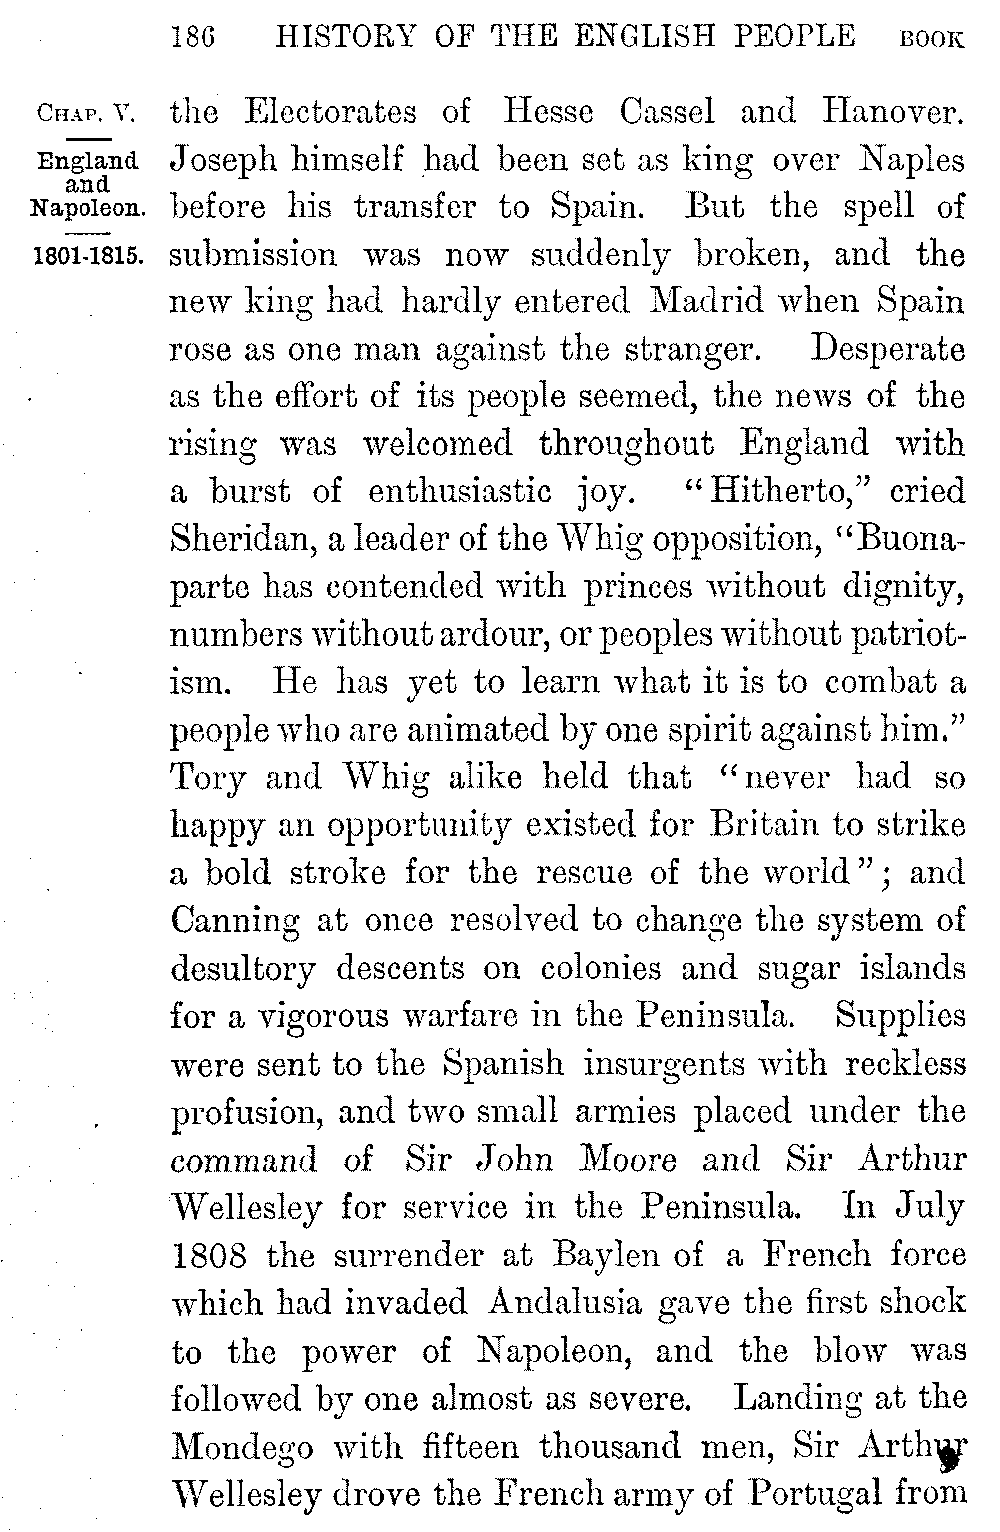 186 HISTORY OF THE ENGLISH PEOPLE BOOK
CHAP. V.
England
and
Napoleon.
1801-1815.
the Electorates of Hesse Cassel and Hanover.
Joseph himself had been set as king over Naples
before his transfer to Spain. But the spell of
submission was now suddenly broken, and the
new king had hardly entered Madrid when Spain
rose as one man against the stranger. Desperate
as the effort of its people seemed, the news of the
rising was welcomed throughout England with
a burst of enthusiastic joy. “Hitherto,” cried
Sheridan, a leader of the Whig opposition, “Buona-
parte has contended with princes without dignity,
numbers without ardour, or peoples without patriot-
ism. He has yet to learn what it is to combat a
people who are animated by one spirit against him.”
Tory and Whig alike held that “never had so
happy an opportunity existed for Britain to strike
a bold stroke for the rescue of the world”; and
Canning at once resolved to change the system of
desultory descents on colonies and sugar islands
for a vigorous warfare in the Peninsula. Supplies
were sent to the Spanish insurgents with reckless
profusion, and two small armies placed under the
command of Sir John Moore and Sir Arthur
Wellesley for service in the Peninsula. In July
1808 the surrender at Baylen of a French force
which had invaded Andalusia gave the first shock
to the power of Napoleon, and the blow was
followed by one almost as severe. Landing at the
Mondego with fifteen thousand men, Sir Arthur
Wellesley drove the French army of Portugal from